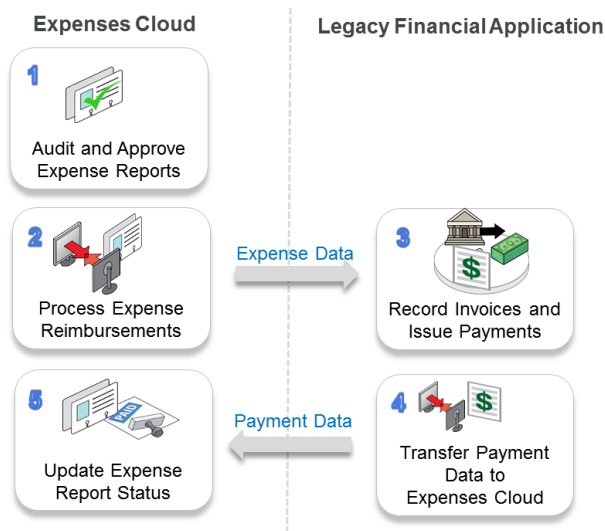 Expenses Cloud
Legacy Financial Application
1
Audit and Approve
Expense Reports
2
Process Expense
Reimbursements
Expense Data
3
$
Record Invoices and
Issue Payments
5
PAID
Update Expense
Report Status
Payment Data
4
$
Transfer Payment
Data to
Expenses Cloud